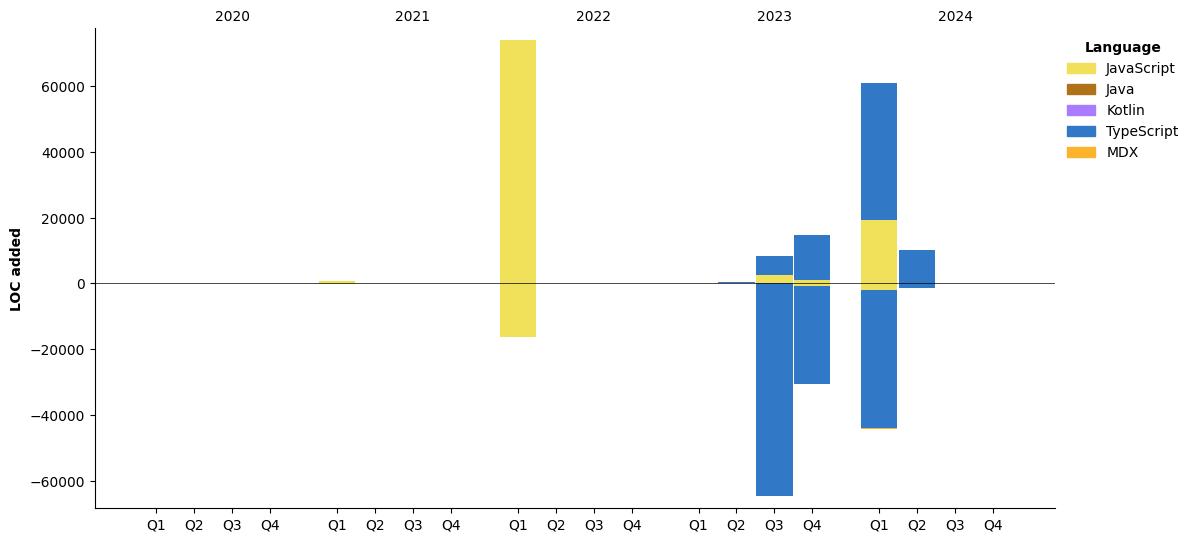 2020 2021 2022 2023 2024
Language
JavaScript
Java
Kotlin
TypeScript
MDX
LOC added
60000
40000
20000
0
−20000
−40000
−60000
Q1 Q2 Q3 Q4 Q1 Q2 Q3 Q4 Q1 Q2 Q3 Q4 Q1 Q2 Q3 Q4 Q1 Q2 Q3 Q4